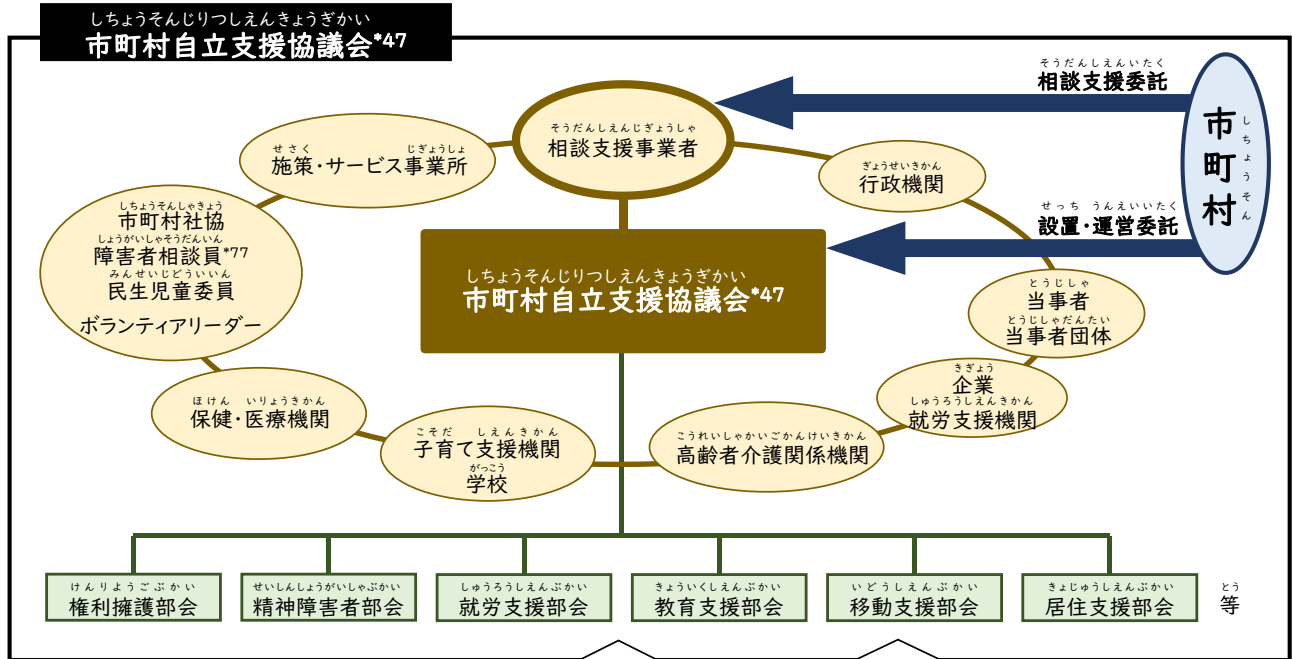 しちょうそんじりつしえんきょうぎかい
市町村自立支援協議会*47
そうだんしえんいたく
相談支援委託
しちょうそん
市町村
そうだんしえんじぎょうしゃ
相談支援事業者
せさく じぎょうしょ
施策・サービス事業所
ぎょうせいきかん
行政機関
せっち うんえいいたく
設置・運営委託
しちょうそんしゃきょう
市町村社協
しょうがいしゃそうだんいん
障害者相談員*77
みんせいじどういいん
民生児童委員
ボランティアリーダー
しちょうそんじりつしえんきょうぎかい
市町村自立支援協議会*47
とうじしゃ
当事者
とうじしゃだんたい
当事者団体
きぎょう
企業
しゅうろうしえんきかん
就労支援機関
ほけん いりょうきかん
保健・医療機関
こそだ しえんきかん
子育て支援機関
がっこう
学校
こうれいしゃかいごかんけいきかん
高齢者介護関係機関
けんりようごぶかい
権利擁護部会
せいしんしょうがいしゃぶかい
精神障害者部会
しゅうろうしえんぶかい
就労支援部会
きょういくしえんぶかい
教育支援部会
いどうしえんぶかい
移動支援部会
きょじゅうしえんぶかい
居住支援部会
とう
等